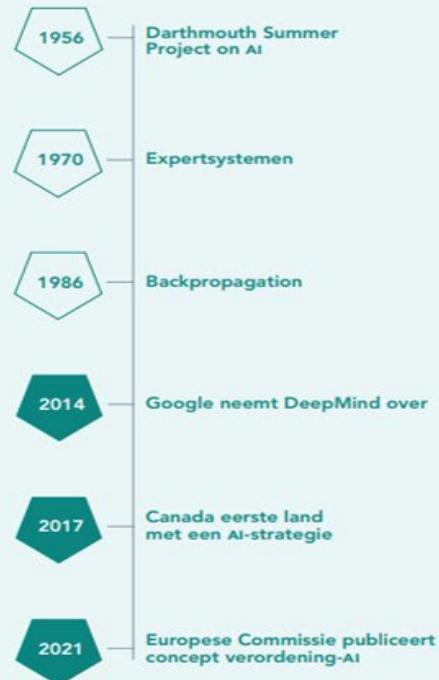 1956
Darthmouth Summer
Project on AI
1970
Expertsystemen
1986
Backpropagation
2014
Google neemt DeepMind over
2017
Canada eerste land
met een AI-strategie
2021
Europese Commissie publiceert
concept verordening-AI